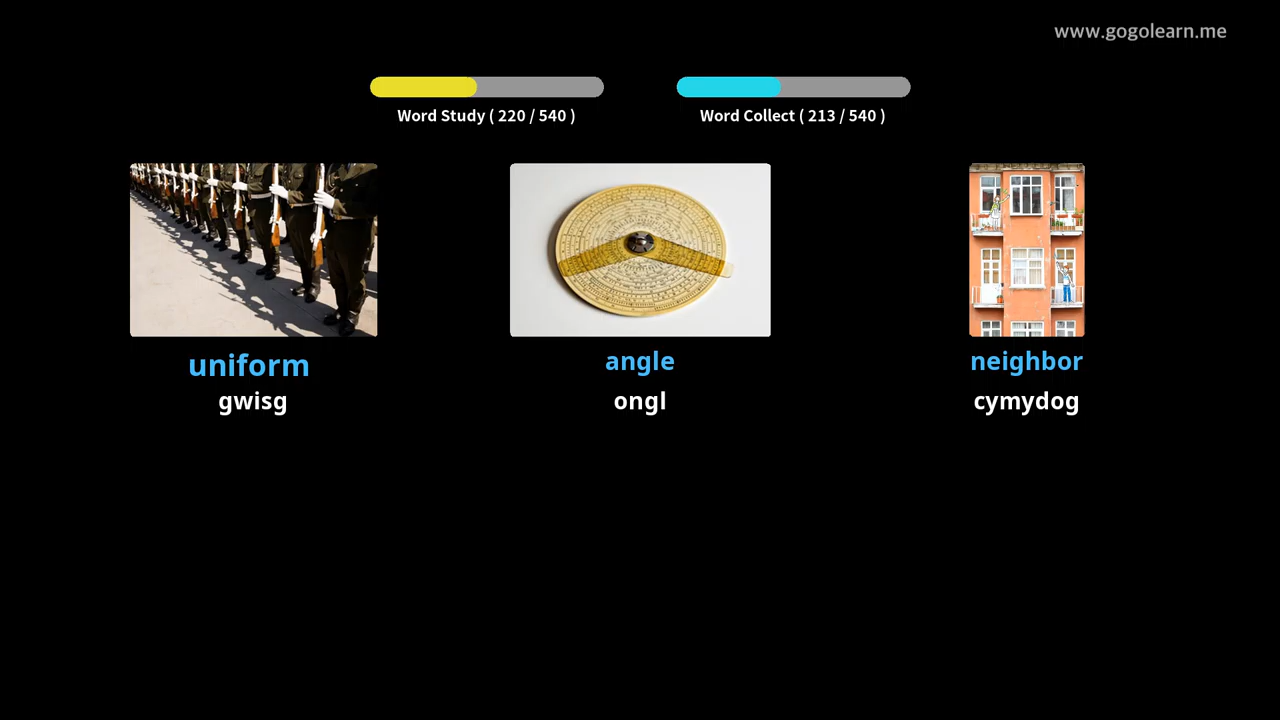 www.gogolearn.me
Word Study ( 220 / 540 )
Word Collect ( 213 / 540 )
uniform
angle
neighbor
gwisg
ongl
cymydog